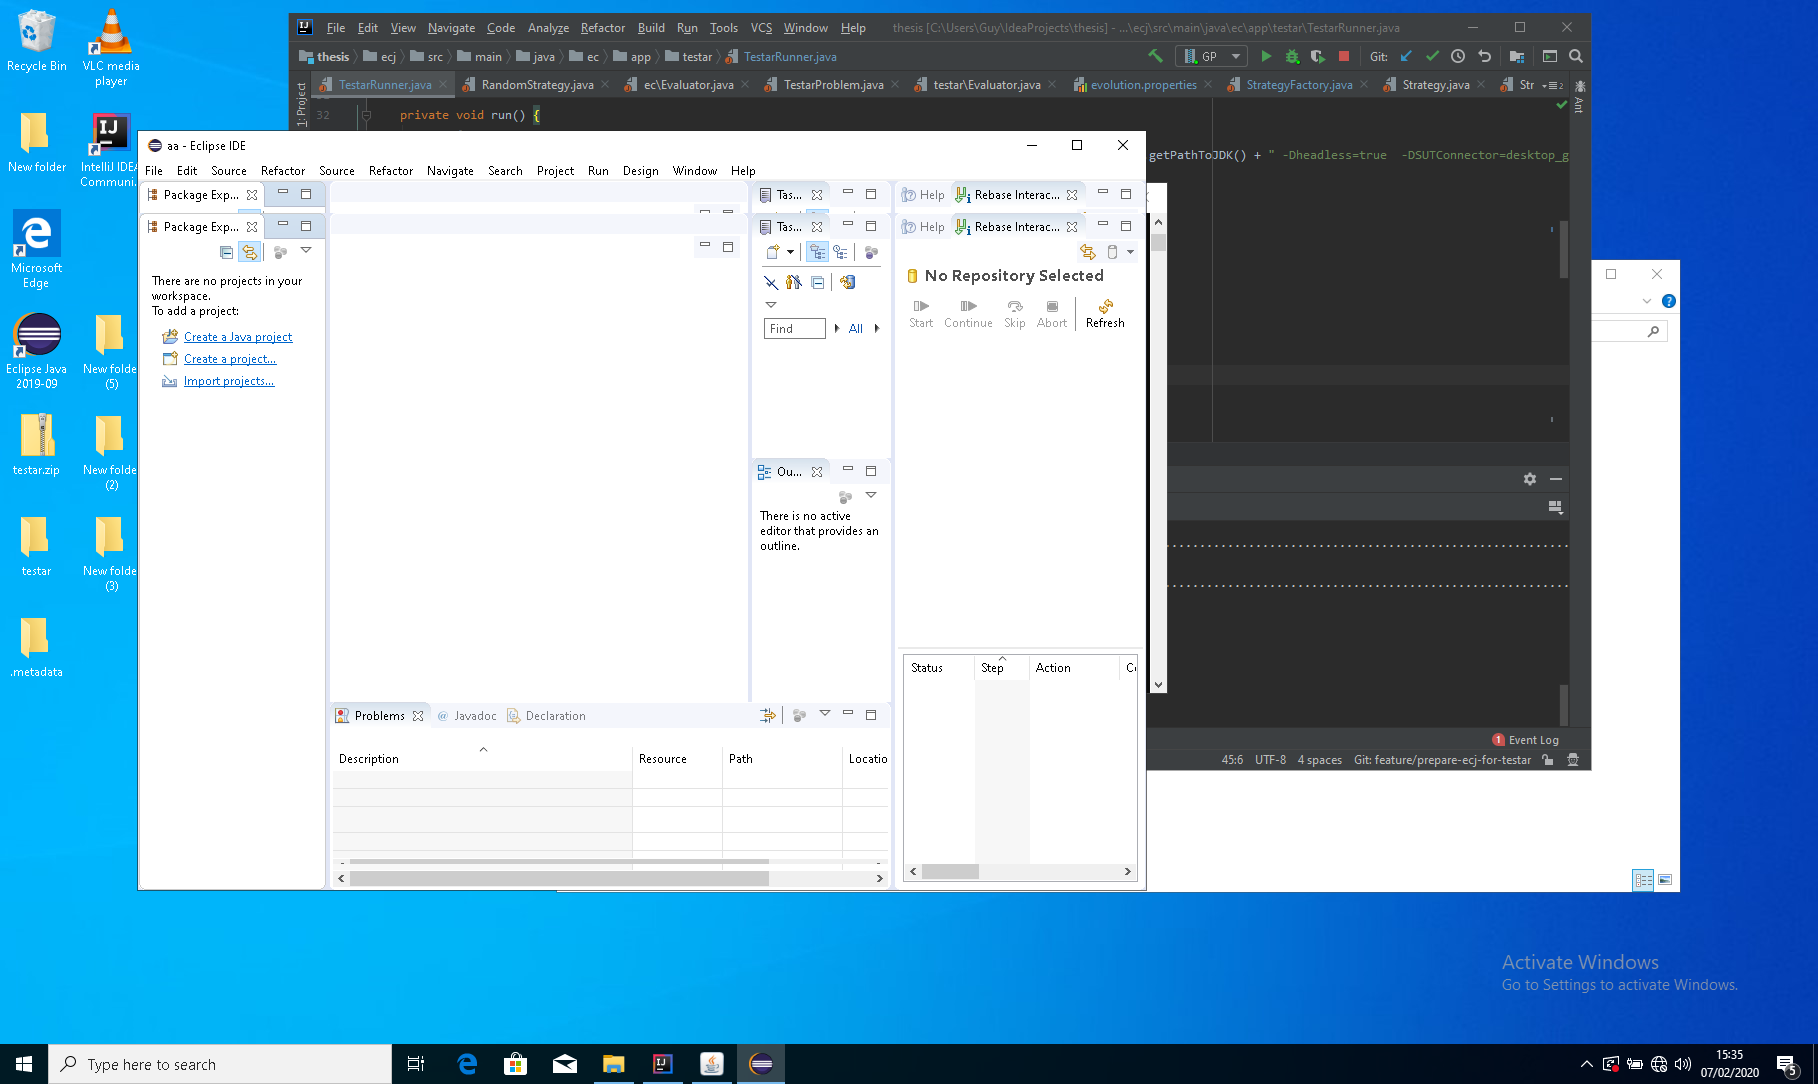 Recycle Bin
VLC media player
New folder
IntelliJ IDEA Communi...
Microsoft Edge
Eclipse Java 2019-09
New folde (5)
testar.zip
New folde (2)
testar
New folde (3)
.metadata
File Edit View Navigate Code Analyze Refactor Build Run Tools VCS Window Help thesis [C:\Users\Guy\IdeaProjects\thesis] - ...\ecj\src\main\java\ec\app\testar\TestarRunner.java
thesis ecj src main java ec app testar TestarRunner.java GP Git:
TestarRunner.java RandomStrategy.java ec\Evaluator.java TestarProblem.java testar\Evaluator.java evolution.properties StrategyFactory.java Strategy.java Str
1: Project
Ant
32 private void run() {
getPathToJDK() + " -Dheadless=true -DSUTConnector=desktop_g
1 Event Log
45:6 UTF-8 4 spaces Git: feature/prepare-ecj-for-testar
aa - Eclipse IDE
File Edit Source Refactor Source Refactor Navigate Search Project Run Design Window Help
Package Exp... Tas... Help Rebase Interac...
Package Exp... Tas... Help Rebase Interac...
There are no projects in your workspace.
To add a project:
Create a Java project
Create a project...
Import projects...
Find All
Ou...
There is no active
editor that provides an
outline.
No Repository Selected
Start Continue Skip Abort Refresh
Status Step Action
Problems Javadoc Declaration
Description Resource Path Locatio
Activate Windows
Go to Settings to activate Windows.
Type here to search
15:35
07/02/2020
5